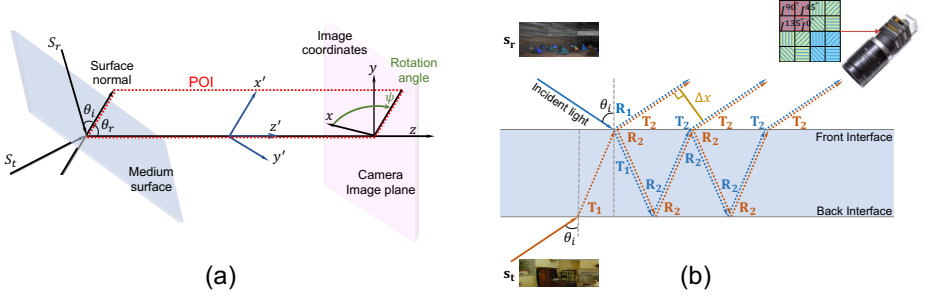 S_r
Surface
normal
POI
Image
coordinates
y
Rotation
angle
x′
ψ
x
θ_i
θ_r
z′
z
y′
S_t
Medium
surface
Camera
Image plane
(a)
s_r
I^90° I^45°
I^135° I^0°
Incident light
θ_i
R_1
Δx
T_2
T_2
T_2
T_2
T_2
R_2
R_2
Front Interface
T_1
R_2
R_2
R_2
T_1
R_2
R_2
Back Interface
θ_i
s_t
(b)